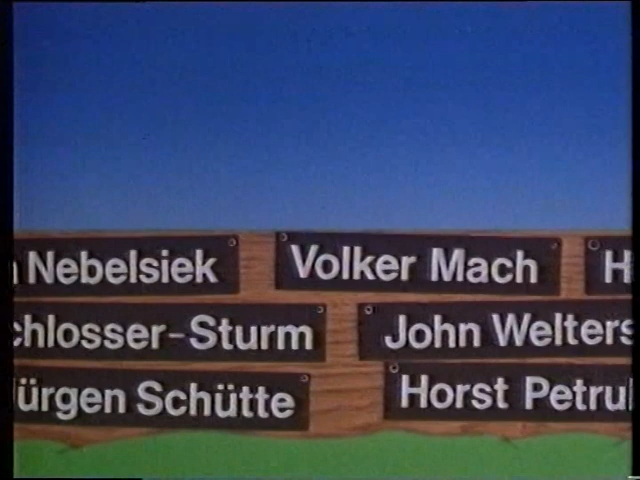 Nebelsiek Volker Mach H
chlosser-Sturm John Welters
ürgen Schütte Horst Petru